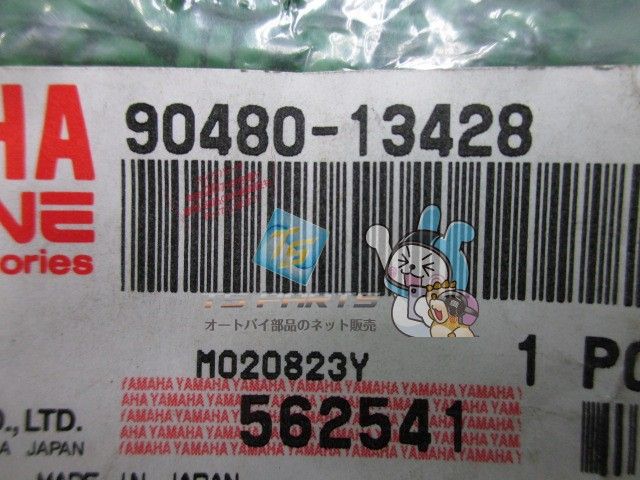 HA 90480-13428
NE
ories
TS PARTS
オートバイ部品のネット販売
M020823Y 1 PC
YAMAHA YAMAHA YAMAHA YAMAHA YAMAHA YAMAHA YAMAHA
562541
O., LTD.
A JAPAN
MADE IN JAPAN